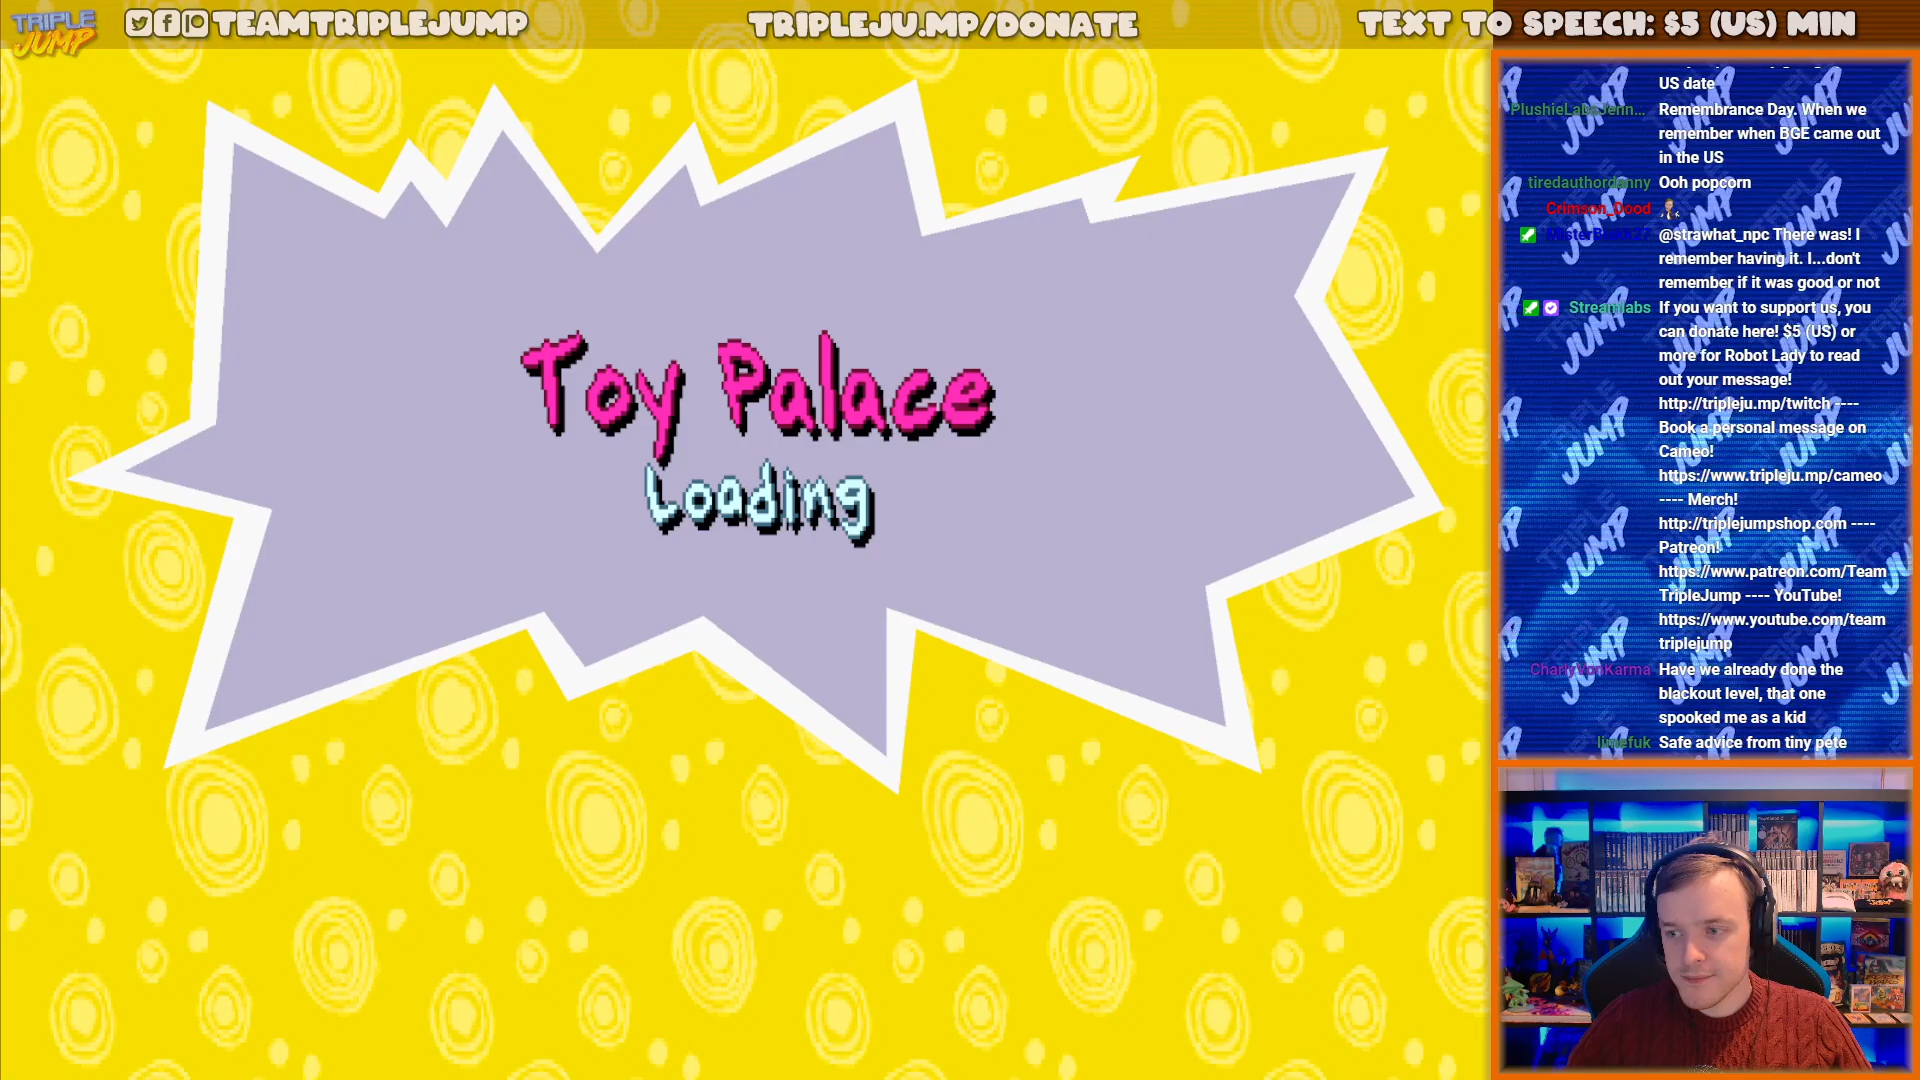 TRIPLE
JUMP
TEAMTRIPLEJUMP
TRIPLEJU.MP/DONATE
TEXT TO SPEECH: $5 (US) MIN
Toy Palace
Loading
US date
Remembrance Day. When we
remember when BGE came out
in the US
tiredauthordanny Ooh popcorn
Crimson_Dood
@strawhat_npc There was! I
remember having it. I...don't
remember if it was good or not
Streamlabs If you want to support us, you
can donate here! $5 (US) or
more for Robot Lady to read
out your message!
http://tripleju.mp/twitch ----
Book a personal message on
Cameo!
https://www.tripleju.mp/cameo
---- Merch!
http://triplejumpshop.com ----
Patreon!
https://www.patreon.com/Team
TripleJump ---- YouTube!
https://www.youtube.com/team
triplejump
CharlyVonKarma Have we already done the
blackout level, that one
spooked me as a kid
limefuk Safe advice from tiny pete